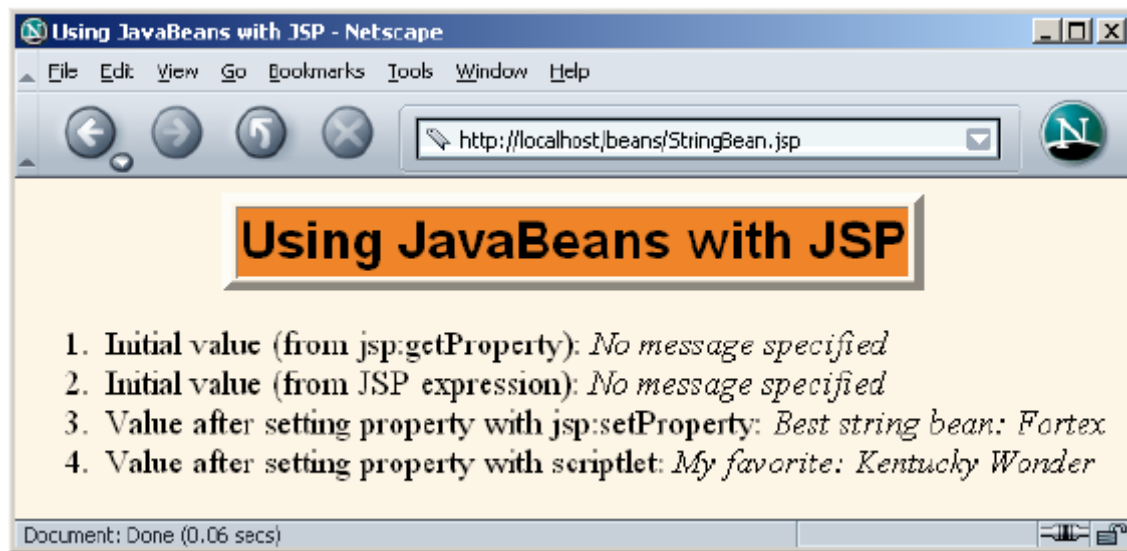 Using JavaBeans with JSP - Netscape
File Edit View Go Bookmarks Tools Window Help
http://localhost/beans/StringBean.jsp
N
Using JavaBeans with JSP
1. Initial value (from jsp:getProperty): No message specified
2. Initial value (from JSP expression): No message specified
3. Value after setting property with jsp:setProperty: Best string bean: Fortex
4. Value after setting property with scriptlet: My favorite: Kentucky Wonder
Document: Done (0.06 secs)